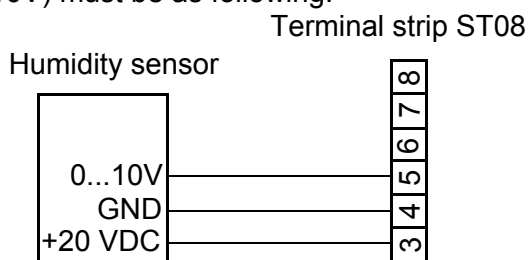 0V) must be as following:
Terminal strip ST08
Humidity sensor
8
7
6
0...10V 5
GND 4
+20 VDC 3